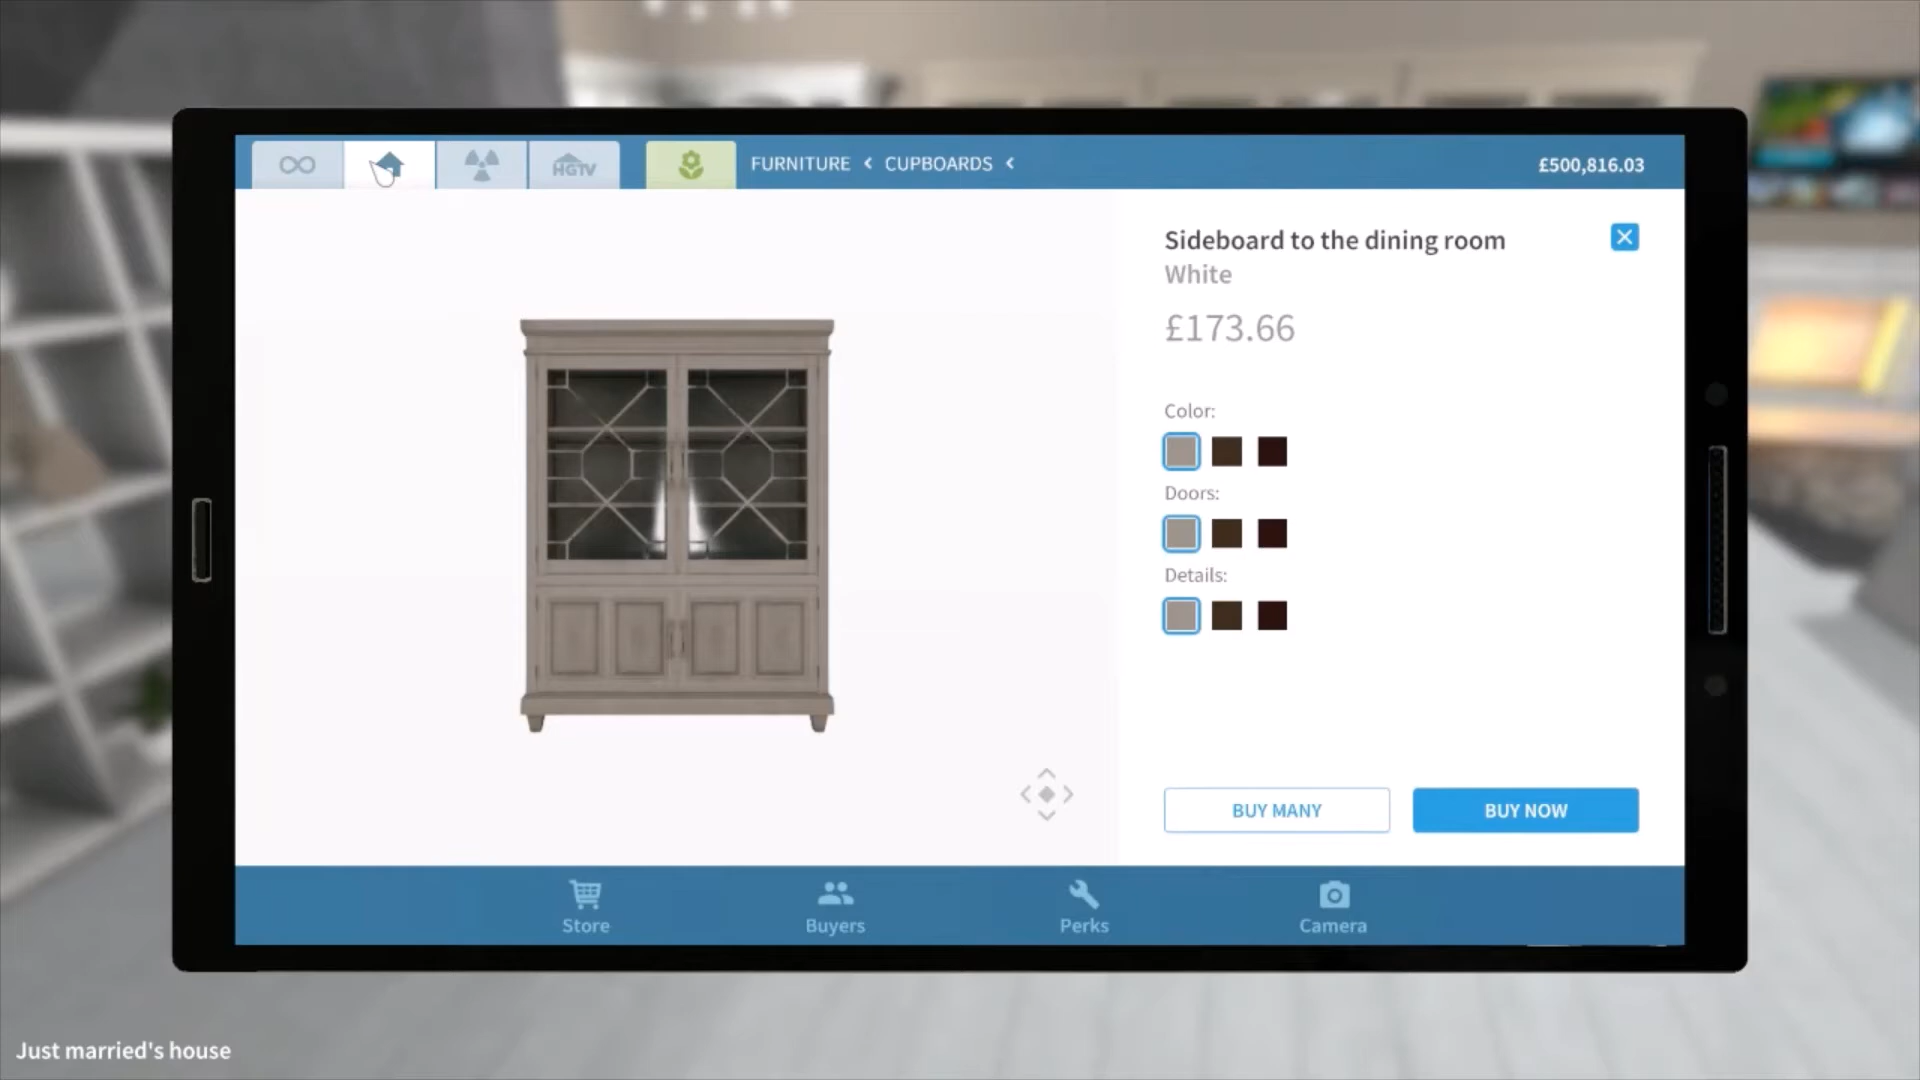 HGTV
FURNITURE < CUPBOARDS <
£500,816.03
Sideboard to the dining room
White
£173.66
Color:
Doors:
Details:
BUY MANY
BUY NOW
Store
Buyers
Perks
Camera
Just married's house